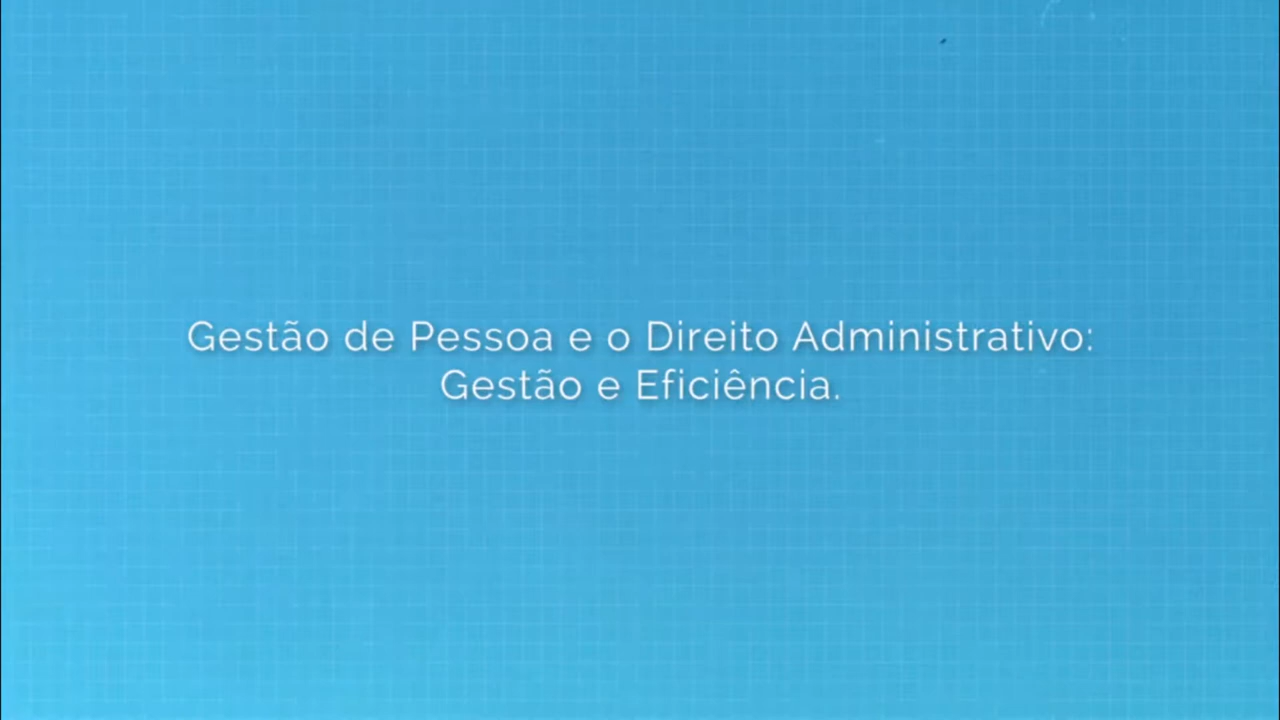 Gestão de Pessoa e o Direito Administrativo:
Gestão e Eficiência.